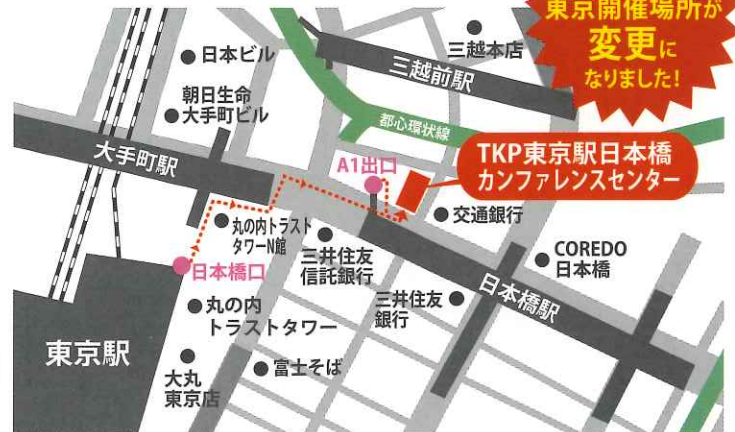 東京開催場所が
変更に
なりました!
日本ビル
三越本店
三越前駅
朝日生命
大手町ビル
都心環状線
大手町駅
A1出口
TKP東京駅日本橋
カンファレンスセンター
丸の内トラスト
タワーN館
交通銀行
三井住友
信託銀行
COREDO
日本橋
日本橋口
日本橋駅
三井住友
銀行
丸の内
トラストタワー
東京駅
富士そば
大丸
東京店